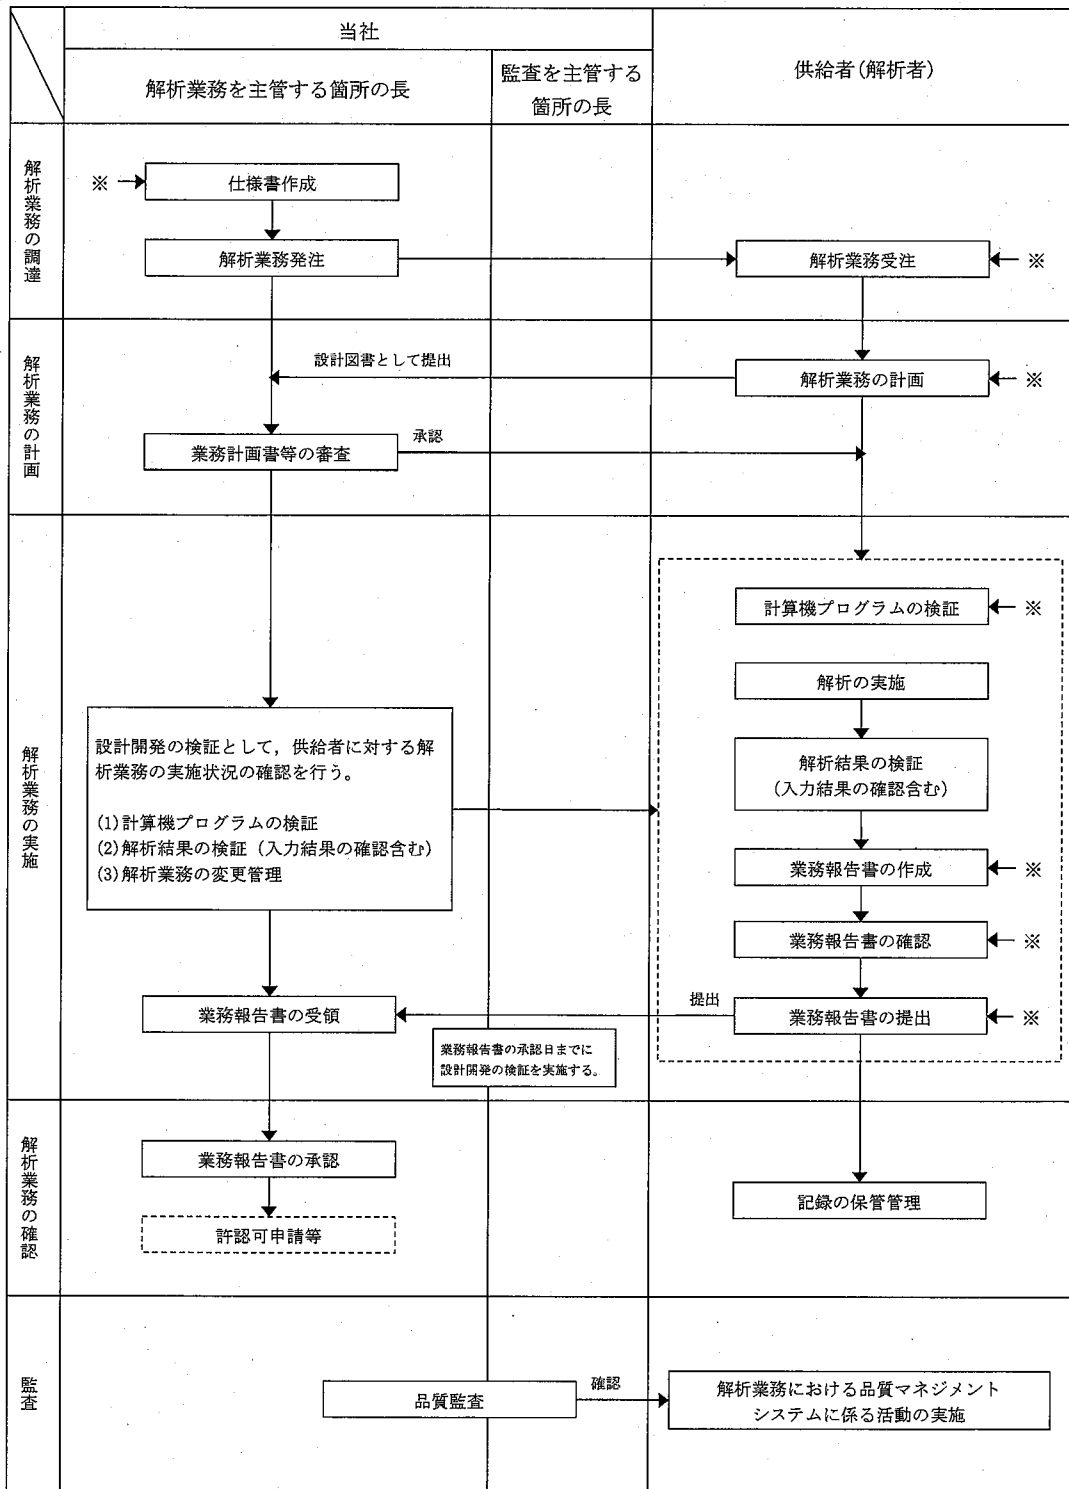 当社
解析業務を主管する箇所の長
監査を主管する
箇所の長
供給者(解析者)
解析業務の調達
※
仕様書作成
解析業務発注
解析業務受注
※
解析業務の計画
設計図書として提出
解析業務の計画
※
業務計画書等の審査
承認
解析業務の実施
計算機プログラムの検証
※
解析の実施
設計開発の検証として，供給者に対する解
析業務の実施状況の確認を行う。
(1)計算機プログラムの検証
(2)解析結果の検証（入力結果の確認含む）
(3)解析業務の変更管理
解析結果の検証
(入力結果の確認含む)
業務報告書の作成
※
業務報告書の確認
※
業務報告書の受領
提出
業務報告書の提出
※
業務報告書の承認日までに
設計開発の検証を実施する。
解析業務の確認
業務報告書の承認
記録の保管管理
許認可申請等
監査
品質監査
確認
解析業務における品質マネジメント
システムに係る活動の実施